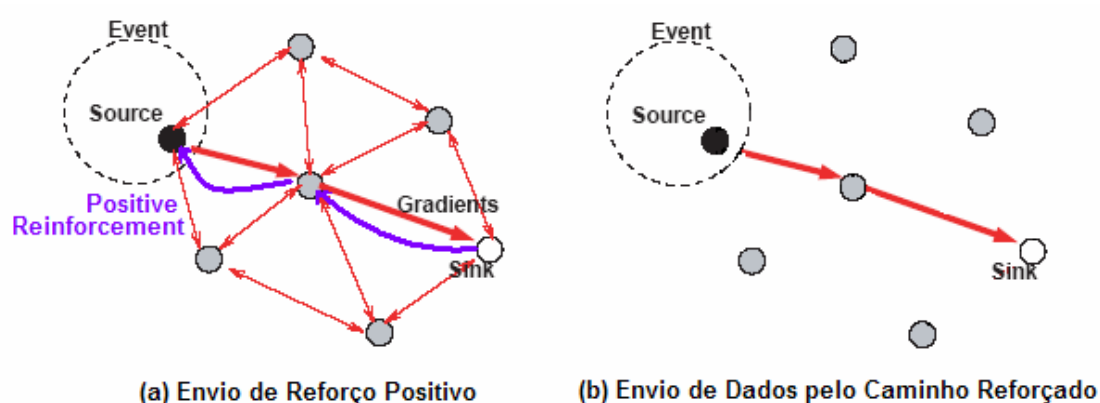 Event
Source
Positive
Reinforcement
Gradients
Sink
(a) Envio de Reforço Positivo
Event
Source
Sink
(b) Envio de Dados pelo Caminho Reforçado